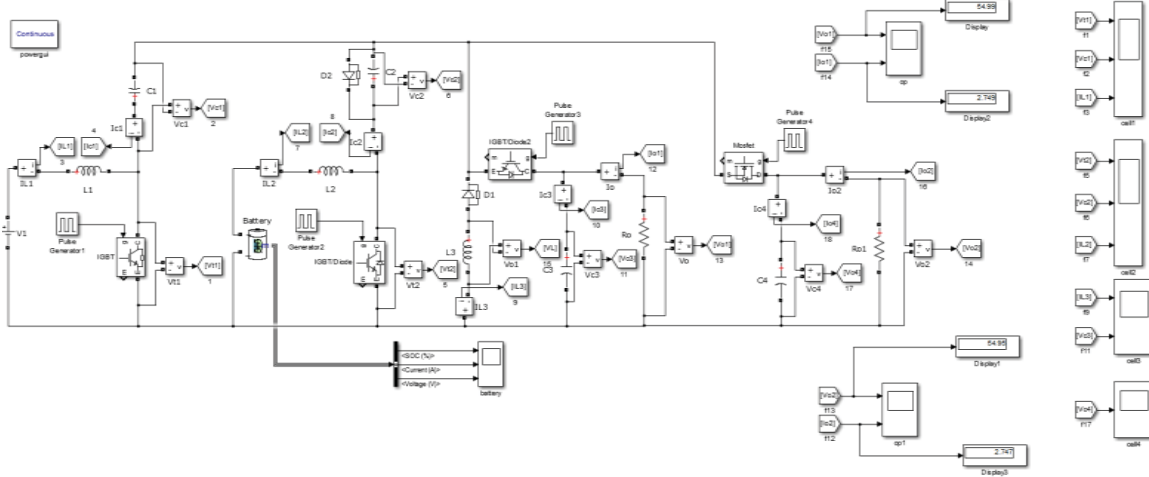 Continuous
powergui
C1
4
[IL1]
3
[Ic1]
Ic1
Vc1
[Vc1]
2
IL1
L1
V1
Pulse
Generator1
IGBT
Vt1
[Vt1]
1
D2
C2
Vc2
6
8
[IL2]
7
[Ic2]
Ic2
IL2
L2
Battery
Pulse
Generator2
IGBT/Diode
Vt2
[Vt2]
5
Pulse
Generator3
IGBT/Diode2
D1
L3
Vo1
[VL]
[IL3]
9
IL3
Io
[Io1]
12
Ic3
[Ic3]
10
C3
Vc3
[Vc3]
11
Ro
Vo
[Vo1]
13
Pulse
Generator4
Mosfet
Io2
[Io2]
16
Ic4
[Ic4]
18
C4
Vc4
[Vc4]
17
Ro1
Vo2
[Vo2]
14
<SOC (%)>
<Current (A)>
<Voltage (V)>
battery
54.99
Display
[Vo1]
f15
[Io1]
f14
op
2.749
Display2
54.95
Display1
[Vo2]
f13
[Io2]
f12
op1
2.747
Display3
[Vt1]
f1
[Vc1]
f2
[IL1]
f3
cell1
[Vt2]
f5
[Vc2]
f6
[IL2]
f7
cell2
[IL3]
f9
[Vc3]
f11
cell3
[Vc4]
f17
cell4